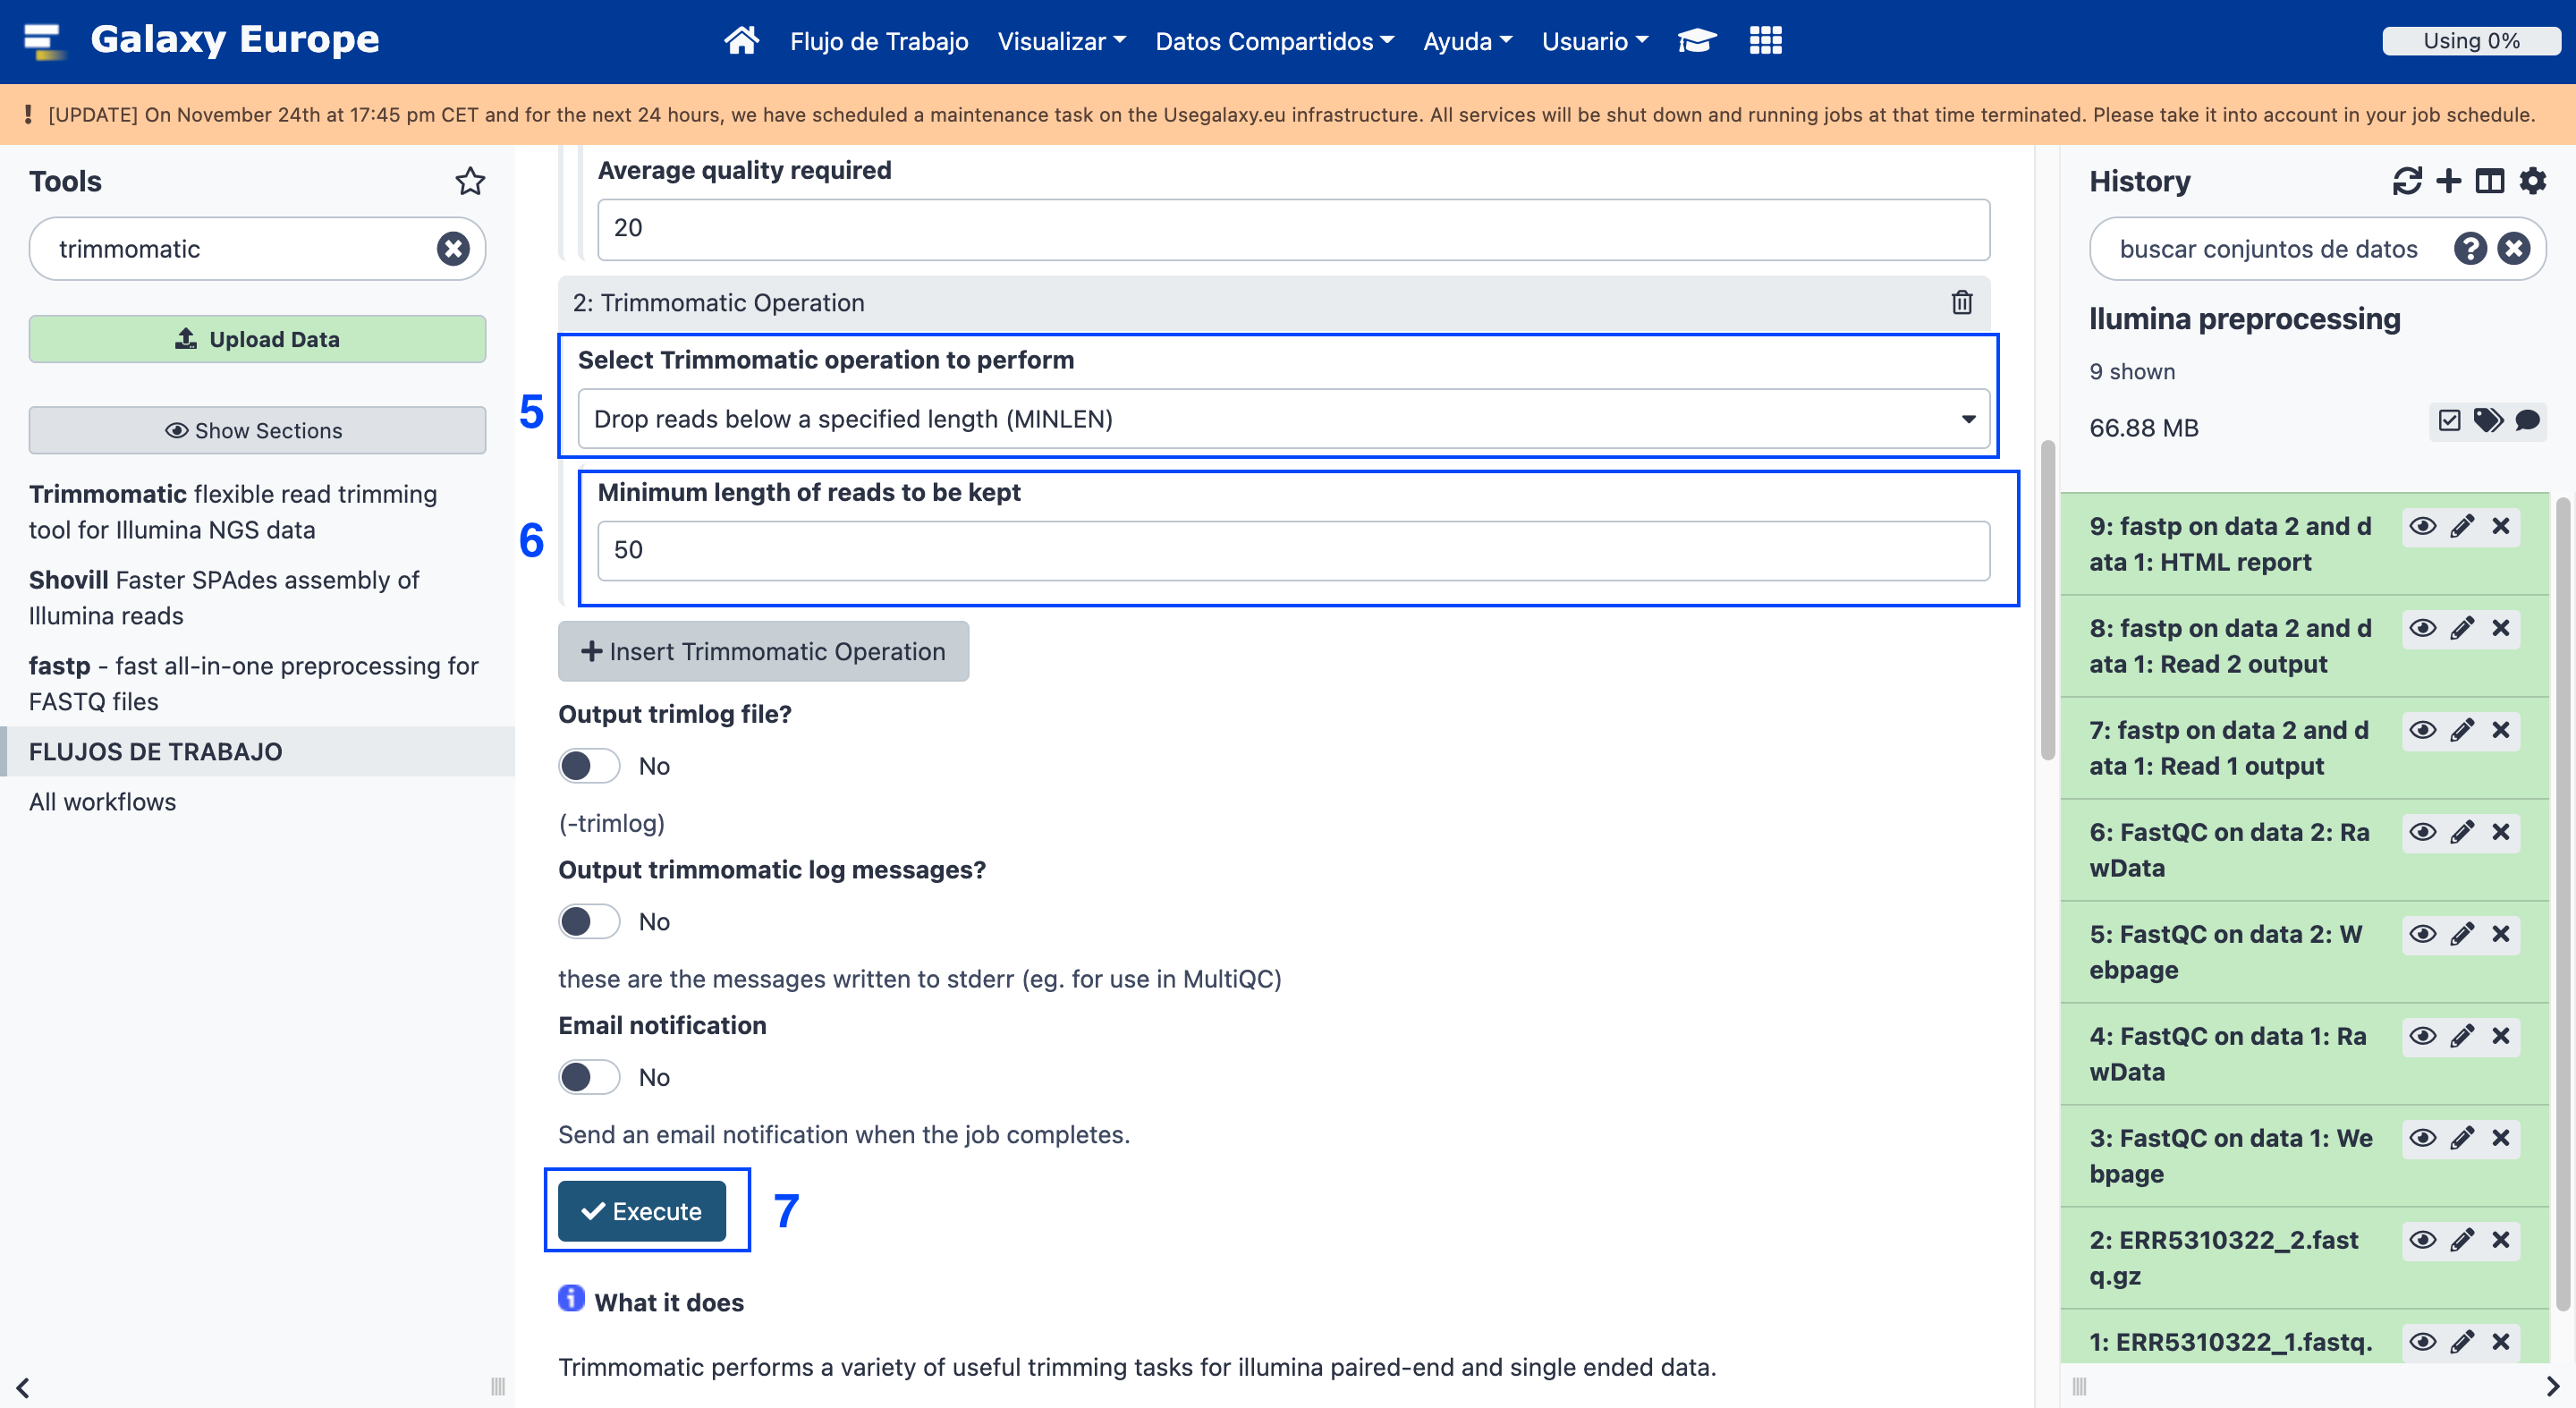 Galaxy Europe
Flujo de Trabajo Visualizar Datos Compartidos Ayuda Usuario
Using 0%
[UPDATE] On November 24th at 17:45 pm CET and for the next 24 hours, we have scheduled a maintenance task on the Usegalaxy.eu infrastructure. All services will be shut down and running jobs at that time terminated. Please take it into account in your job schedule.
Tools
trimmomatic
Upload Data
Show Sections
Trimmomatic flexible read trimming
tool for Illumina NGS data
Shovill Faster SPAdes assembly of
Illumina reads
fastp - fast all-in-one preprocessing for
FASTQ files
FLUJOS DE TRABAJO
All workflows
Average quality required
20
2: Trimmomatic Operation
Select Trimmomatic operation to perform
5
Drop reads below a specified length (MINLEN)
Minimum length of reads to be kept
6
50
Insert Trimmomatic Operation
Output trimlog file?
No
(-trimlog)
Output trimmomatic log messages?
No
these are the messages written to stderr (eg. for use in MultiQC)
Email notification
No
Send an email notification when the job completes.
Execute
7
What it does
Trimmomatic performs a variety of useful trimming tasks for illumina paired-end and single ended data.
History
buscar conjuntos de datos
Ilumina preprocessing
9 shown
66.88 MB
9: fastp on data 2 and d
ata 1: HTML report
8: fastp on data 2 and d
ata 1: Read 2 output
7: fastp on data 2 and d
ata 1: Read 1 output
6: FastQC on data 2: Ra
wData
5: FastQC on data 2: W
ebpage
4: FastQC on data 1: Ra
wData
3: FastQC on data 1: We
bpage
2: ERR5310322_2.fast
q.gz
1: ERR5310322_1.fastq.